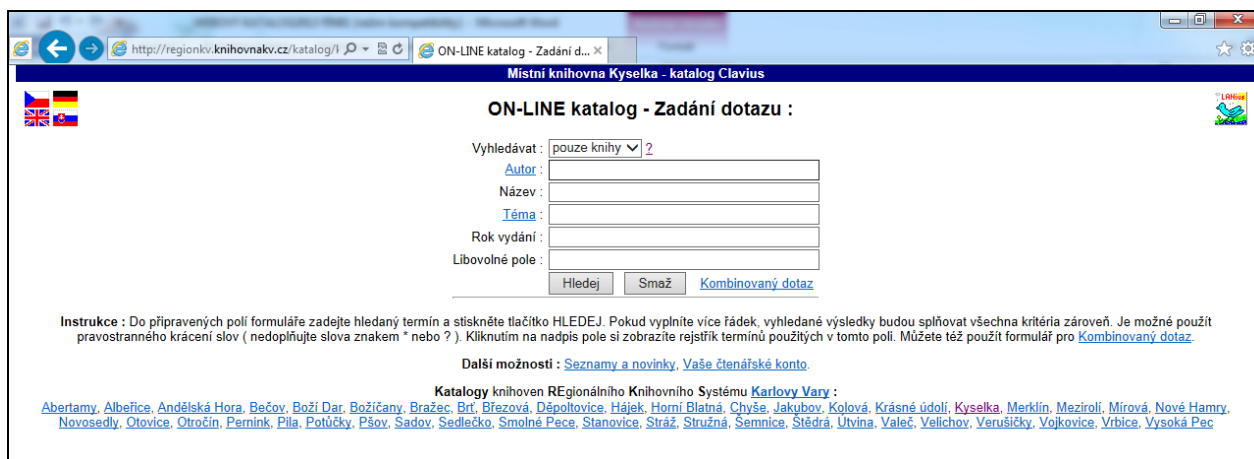 http://regionkv.knihovnakv.cz/katalog/l
ON-LINE katalog - Zadání d...
Místní knihovna Kyselka - katalog Clavius
LANius
ON-LINE katalog - Zadání dotazu :
Vyhledávat : pouze knihy ?
Autor :
Název :
Téma :
Rok vydání :
Libovolné pole :
Hledej Smaž Kombinovaný dotaz
Instrukce : Do připravených polí formuláře zadejte hledaný termín a stiskněte tlačítko HLEDEJ. Pokud vyplníte více řádek, vyhledané výsledky budou splňovat všechna kritéria zároveň. Je možné použít
pravostranného krácení slov ( nedoplňujte slova znakem * nebo ? ). Kliknutím na nadpis pole si zobrazíte rejstřík termínů použitých v tomto poli. Můžete též použít formulář pro Kombinovaný dotaz.
Další možnosti : Seznamy a novinky, Vaše čtenářské konto.
Katalogy knihoven REgionálního Knihovního Systému Karlovy Vary :
Abertamy, Albeřice, Andělská Hora, Bečov, Boží Dar, Božíčany, Bražec, Brť, Březová, Děpoltovice, Hájek, Horní Blatná, Chyše, Jakubov, Kolová, Krásné údolí, Kyselka, Merklín, Mezirolí, Mírová, Nové Hamry,
Novosedly, Otovice, Otročín, Pernink, Pila, Potůčky, Pšov, Sadov, Sedlečko, Smolné Pece, Stanovice, Stráž, Stružná, Šemnice, Štědrá, Útvina, Valeč, Velichov, Verušičky, Vojkovice, Vrbice, Vysoká Pec